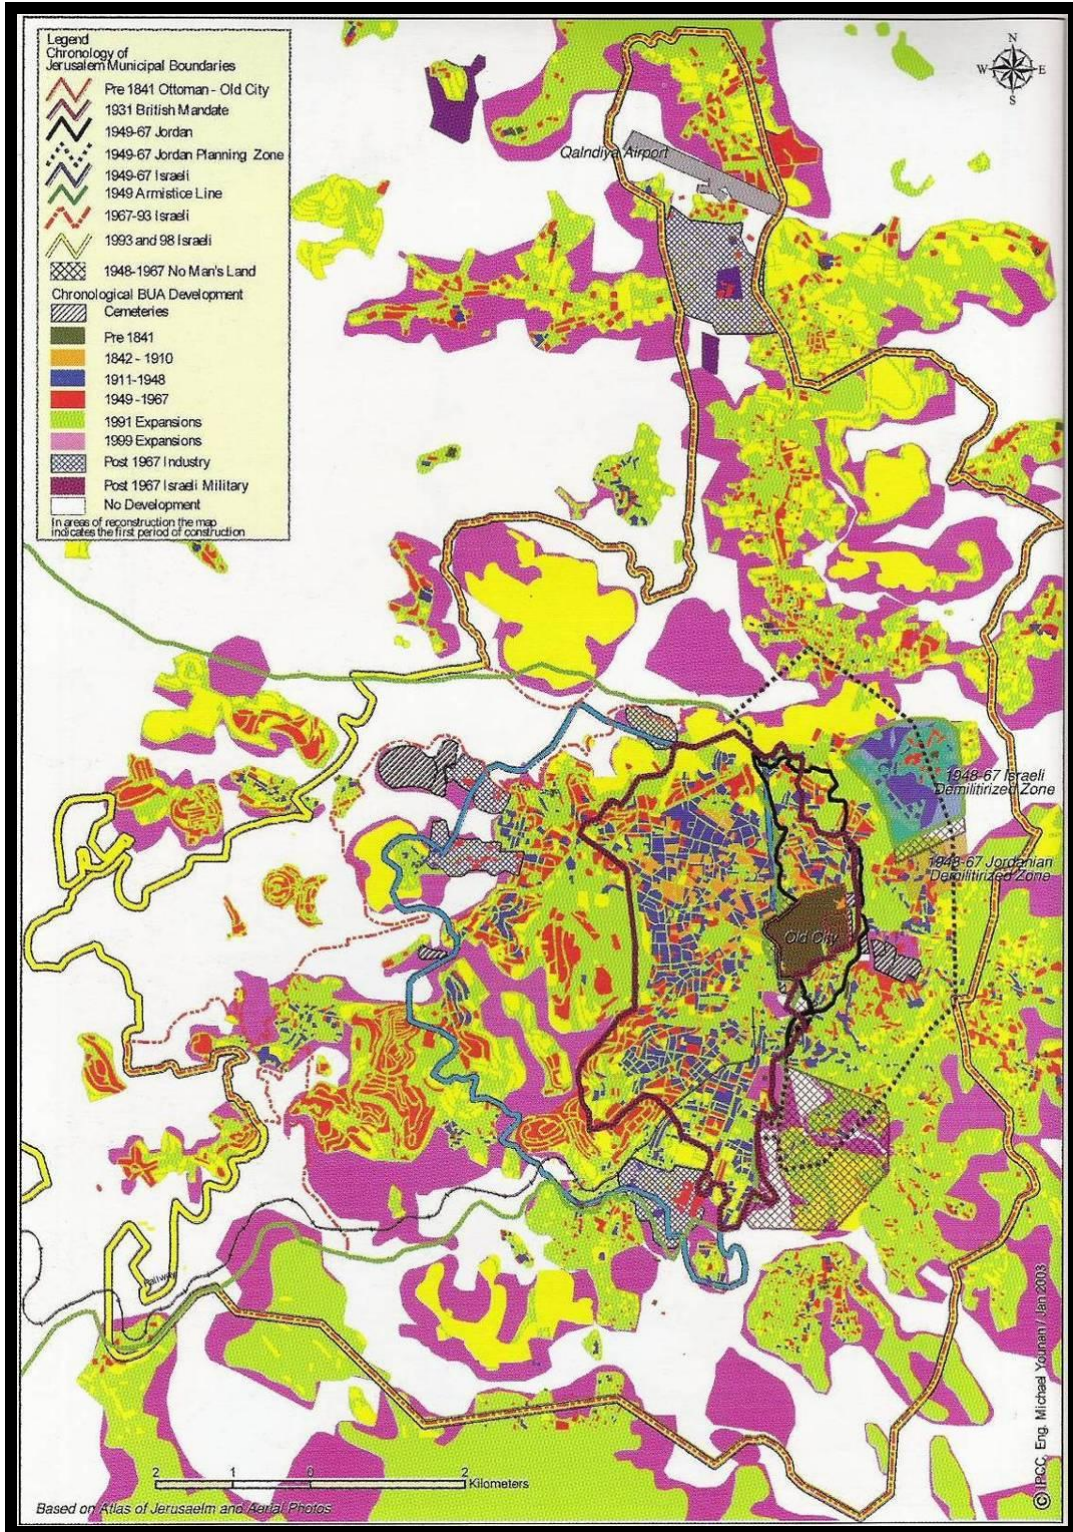 Legend
Chronology of
Jerusalem Municipal Boundaries
Pre 1841 Ottoman - Old City
1931 British Mandate
1949-67 Jordan
1949-67 Jordan Planning Zone
1949-67 Israeli
1949 Armistice Line
1967-93 Israeli
1993 and 98 Israeli
1948-1967 No Man's Land
Chronological BUA Development
Cemeteries
Pre 1841
1842 - 1910
1911-1948
1949-1967
1991 Expansions
1999 Expansions
Post 1967 Industry
Post 1967 Israeli Military
No Development
In areas of reconstruction the map
indicates the first period of construction
N
W E
S
Qalndiya Airport
1948-67 Israeli
Demilitirized Zone
1948-67 Jordanian
Demilitirized Zone
Old City
Railway
2 1 0 2
Kilometers
Based on Atlas of Jerusaelm and Aerial Photos
© IPCC, Eng. Michael Younan / Jan 2003